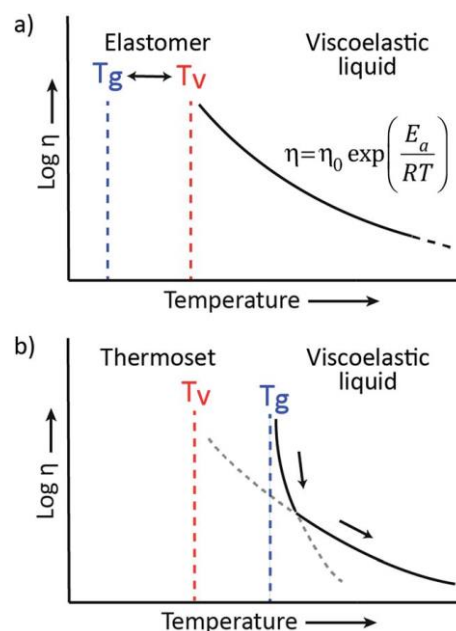 a)
Elastomer
Viscoelastic
liquid
Tg
Tv
Log η
η=η0 exp(Ea/RT)
Temperature
b)
Thermoset
Viscoelastic
liquid
Tv
Tg
Log η
Temperature